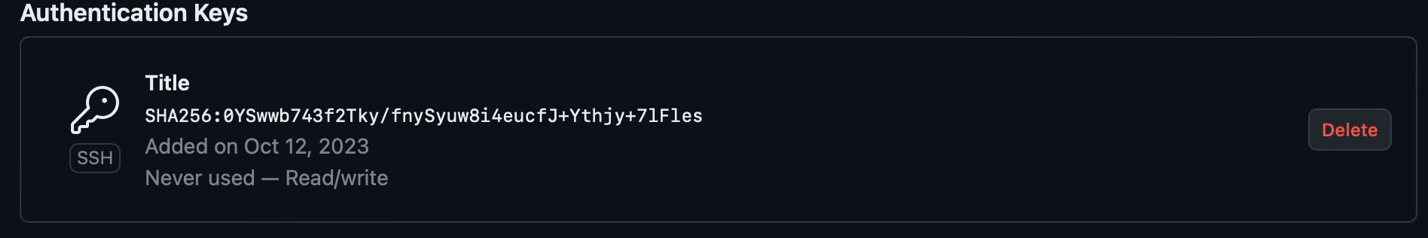 Authentication Keys
Title
SHA256:0YSwwb743f2Tky/fnySyuw8i4eucfJ+Ythjy+7lFles
SSH
Added on Oct 12, 2023
Never used — Read/write
Delete